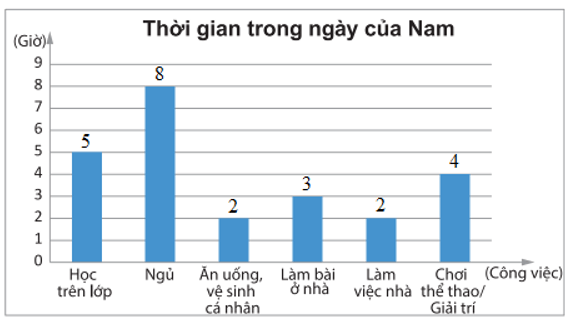 Thời gian trong ngày của Nam
(Giờ)
9
8
7
6
5
4
3
2
1
0
5
8
2
3
2
4
Học
trên lớp
Ngủ
Ăn uống,
vệ sinh
cá nhân
Làm bài
ở nhà
Làm
việc nhà
Chơi
thể thao/
Giải trí
(Công việc)